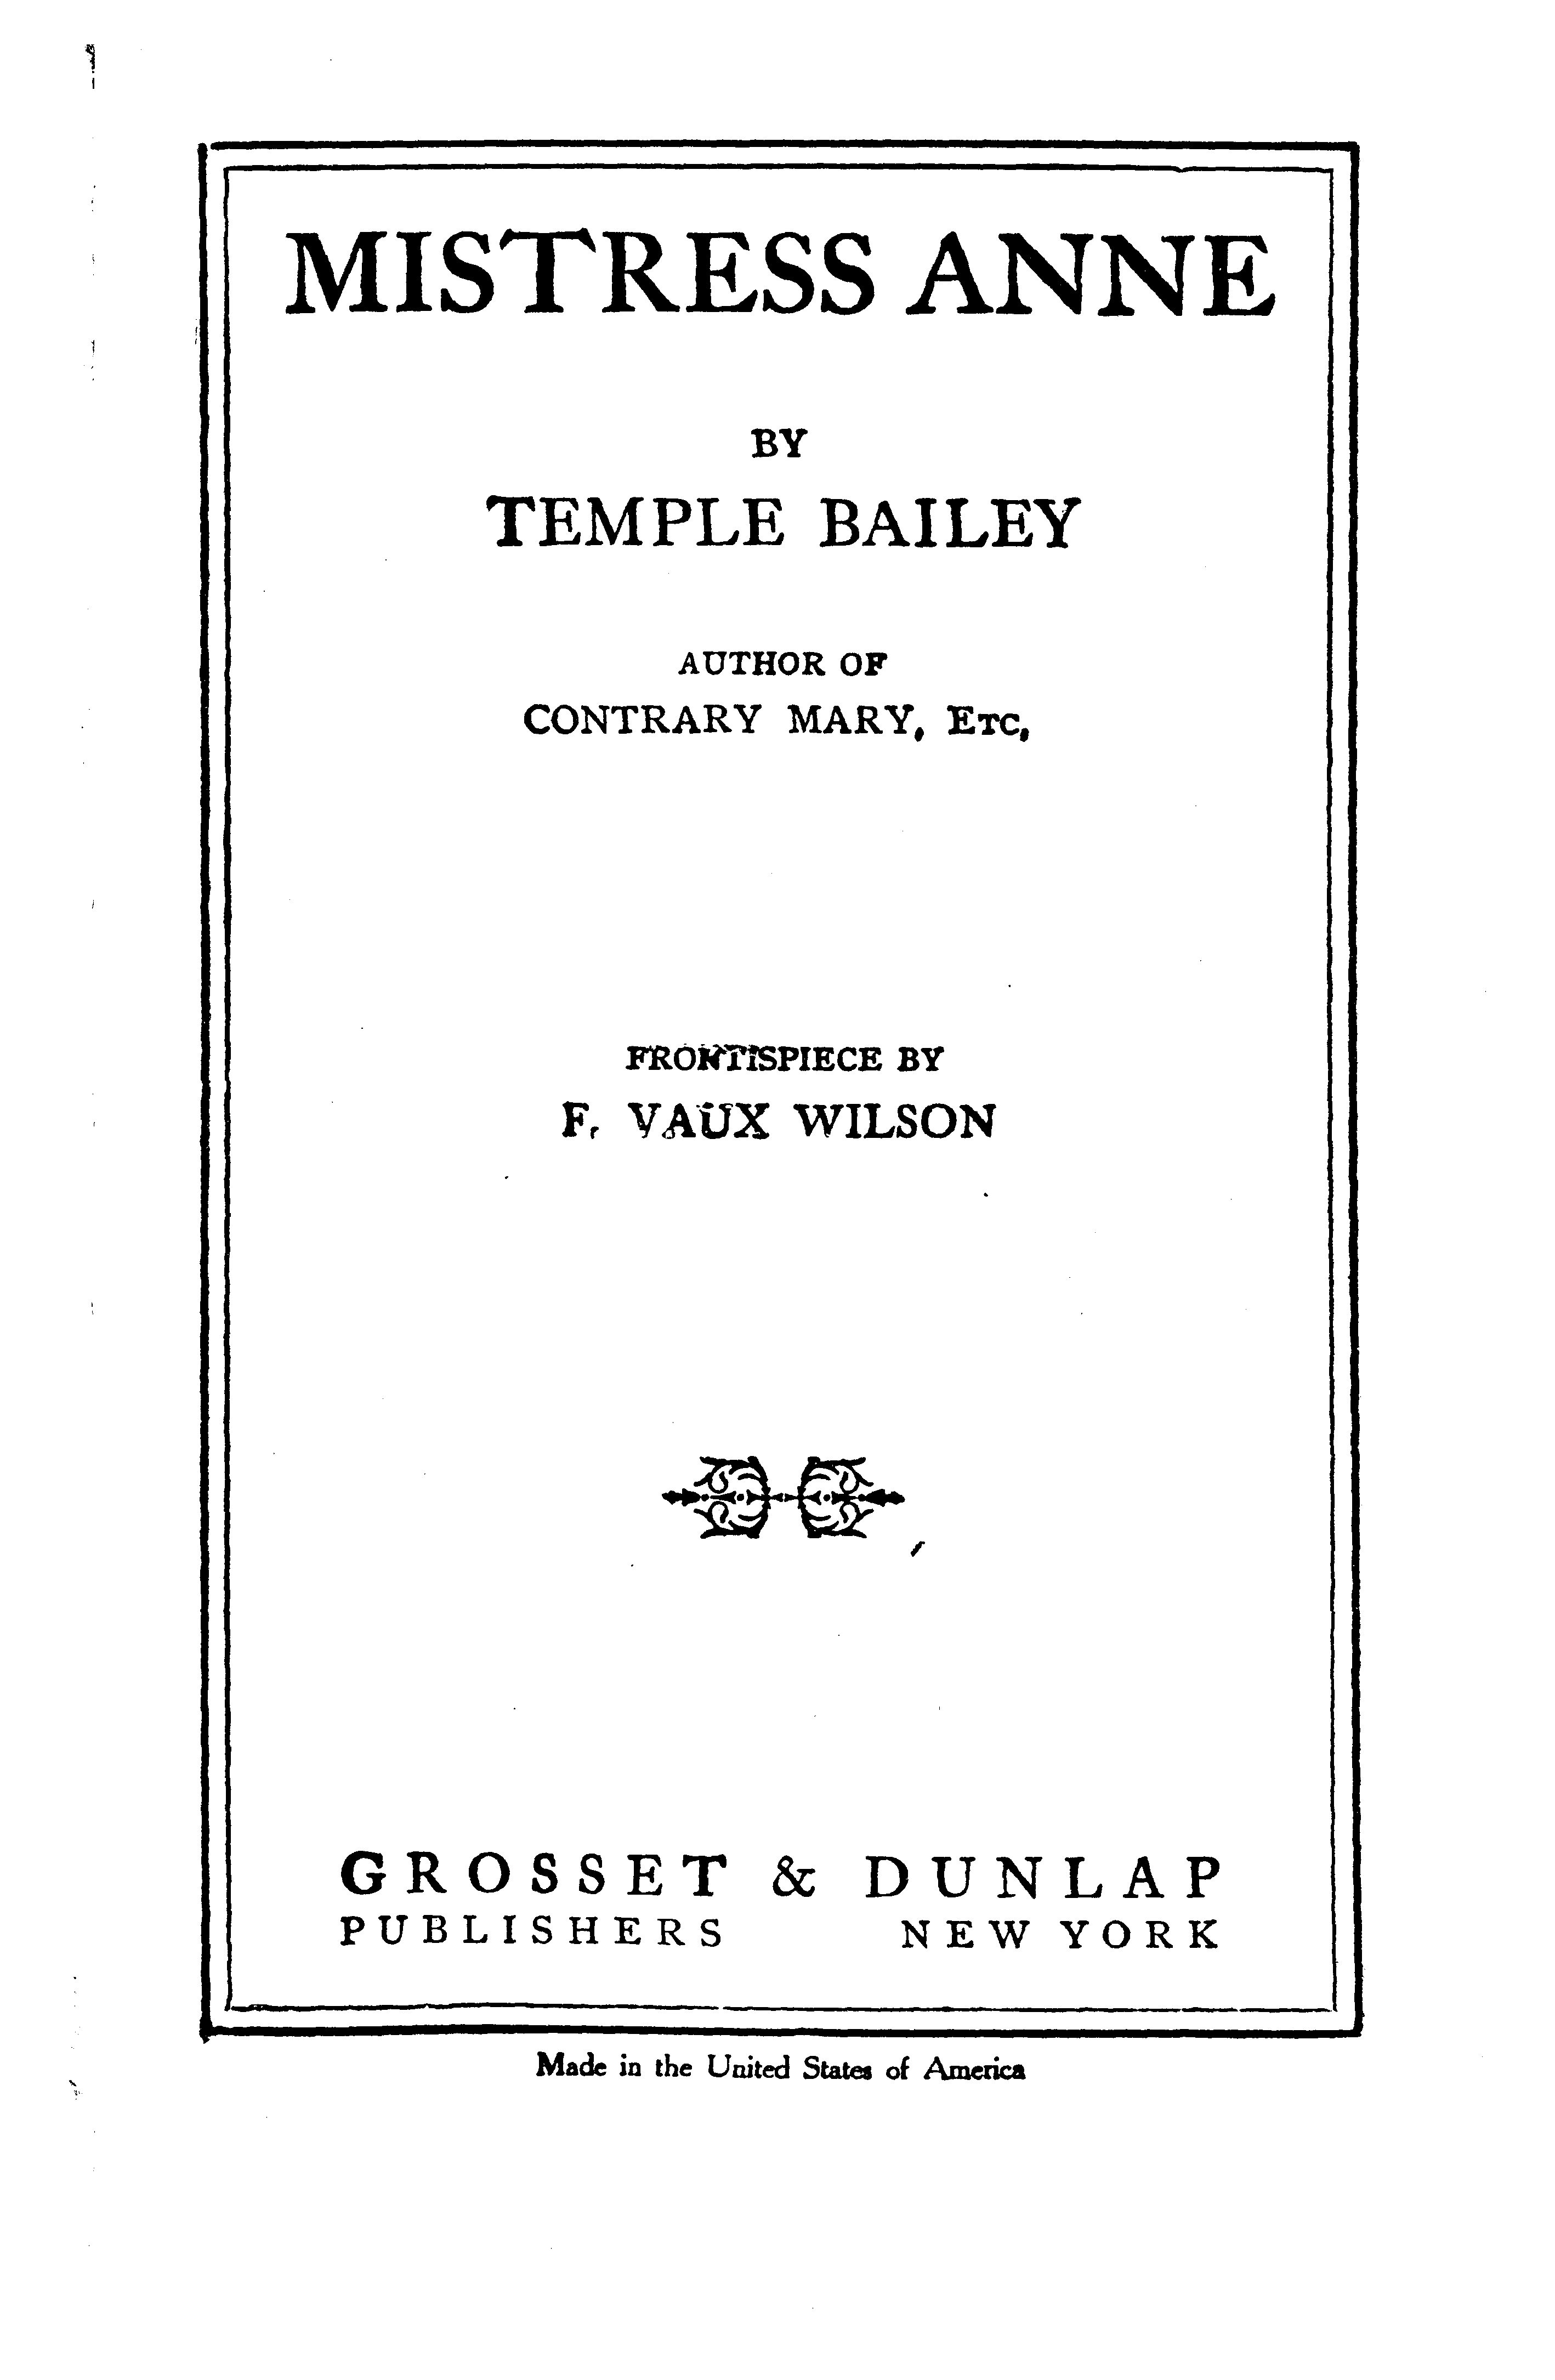 MISTRESS ANNE
BY
TEMPLE BAILEY
AUTHOR OF
CONTRARY MARY, ETC.
FRONTISPIECE BY
F. VAUX WILSON
GROSSET & DUNLAP
PUBLISHERS NEW YORK
Made in the United States of America